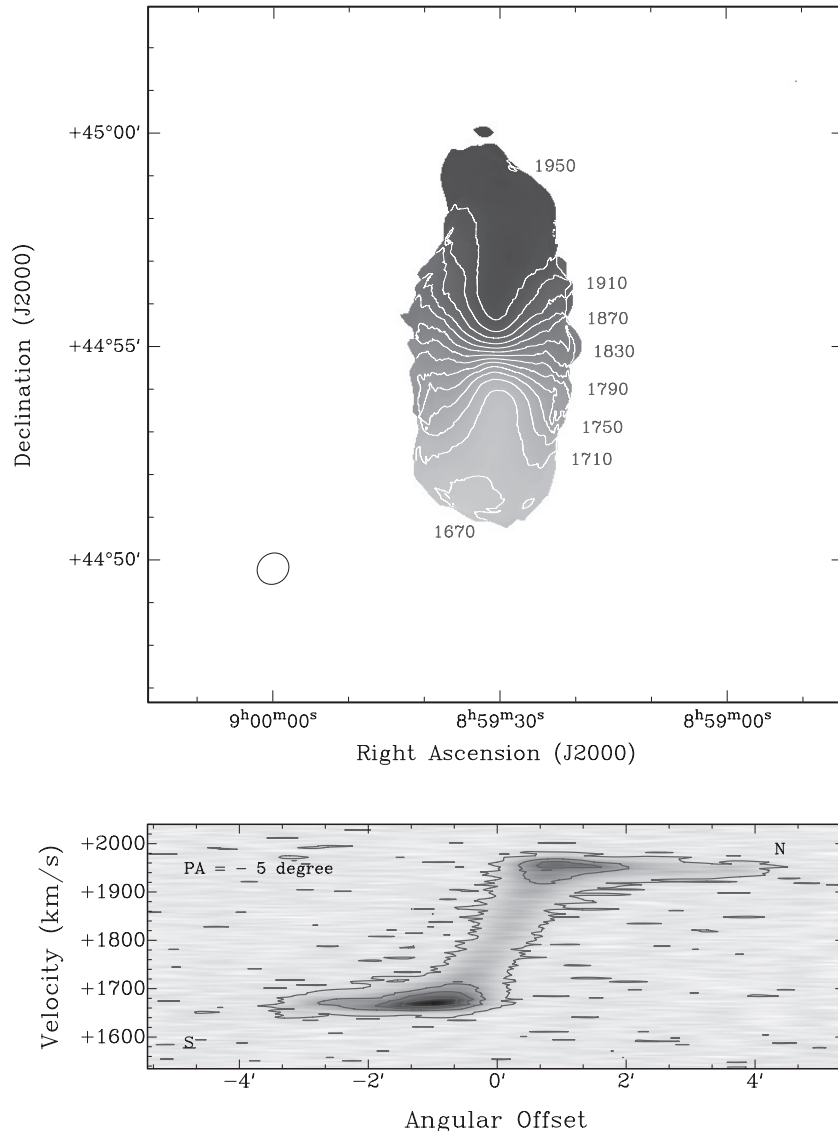 +45°00'
1950
1910
1870
+44°55'
1830
1790
1750
1710
1670
+44°50'
9ʰ00ᵐ00ˢ 8ʰ59ᵐ30ˢ 8ʰ59ᵐ00ˢ
Right Ascension (J2000)
Declination (J2000)
+2000
N
PA = − 5 degree
+1900
+1800
+1700
+1600
S
−4' −2' 0' 2' 4'
Velocity (km/s)
Angular Offset